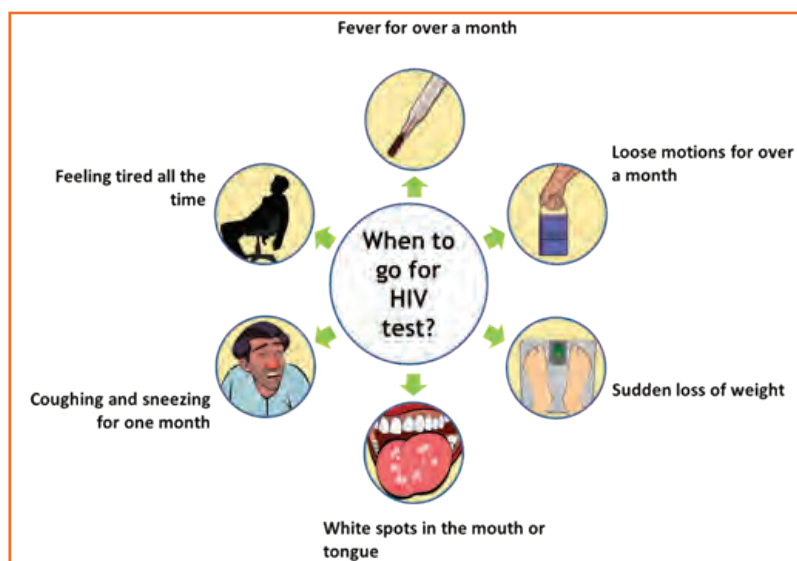 Fever for over a month
Loose motions for over
a month
Feeling tired all the
time
When to
go for
HIV
test?
Sudden loss of weight
Coughing and sneezing
for one month
White spots in the mouth or
tongue